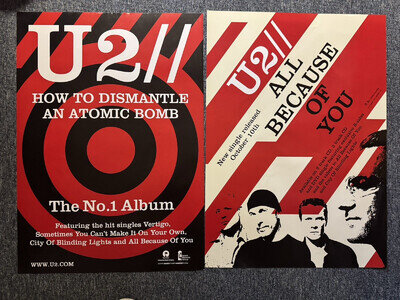 U2//
HOW TO DISMANTLE
AN ATOMIC BOMB
The No.1 Album
Featuring the hit singles Vertigo,
Sometimes You Can't Make It On Your Own,
City Of Blinding Lights and All Because Of You
WWW.U2.COM
U2//
ALL
BECAUSE
OF
YOU
New single released
October 10th